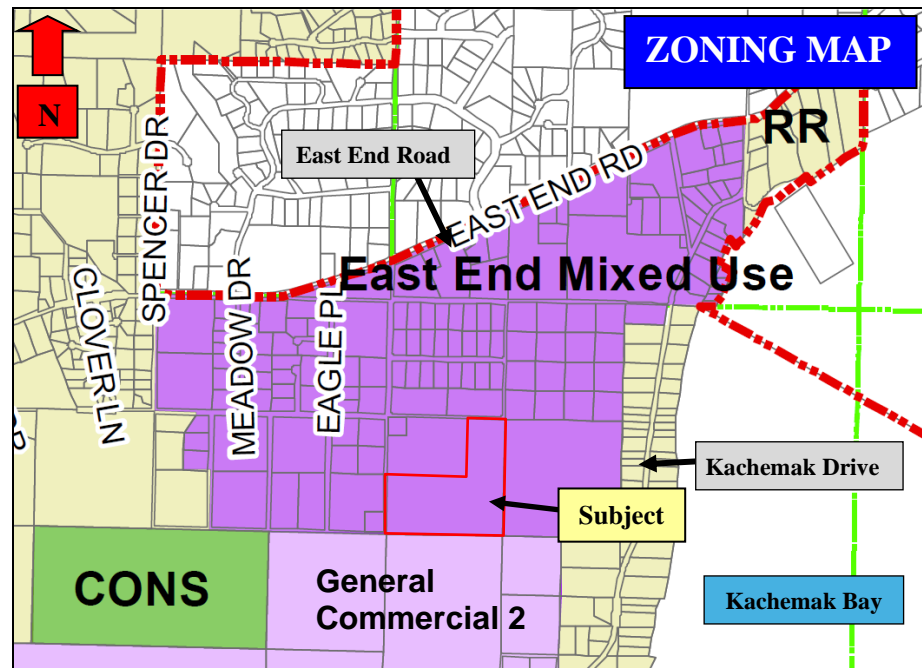 ZONING MAP
N
RR
East End Road
EAST END RD
SPENCER DR
East End Mixed Use
CLOVER LN
MEADOW DR
EAGLE PL
Kachemak Drive
Subject
CONS
General
Commercial 2
Kachemak Bay